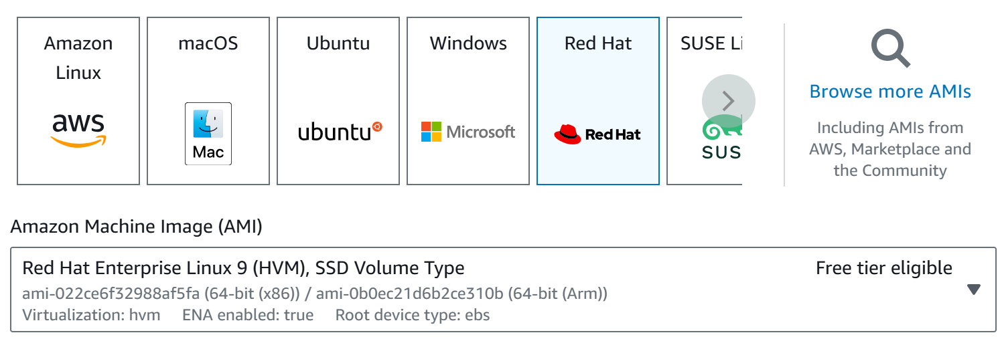 Amazon
Linux
aws
macOS
Mac
Ubuntu
ubuntu
Windows
Microsoft
Red Hat
Red Hat
SUSE Li
SUS
Browse more AMIs
Including AMIs from
AWS, Marketplace and
the Community
Amazon Machine Image (AMI)
Red Hat Enterprise Linux 9 (HVM), SSD Volume Type
Free tier eligible
ami-022ce6f32988af5fa (64-bit (x86)) / ami-0b0ec21d6b2ce310b (64-bit (Arm))
Virtualization: hvm ENA enabled: true Root device type: ebs